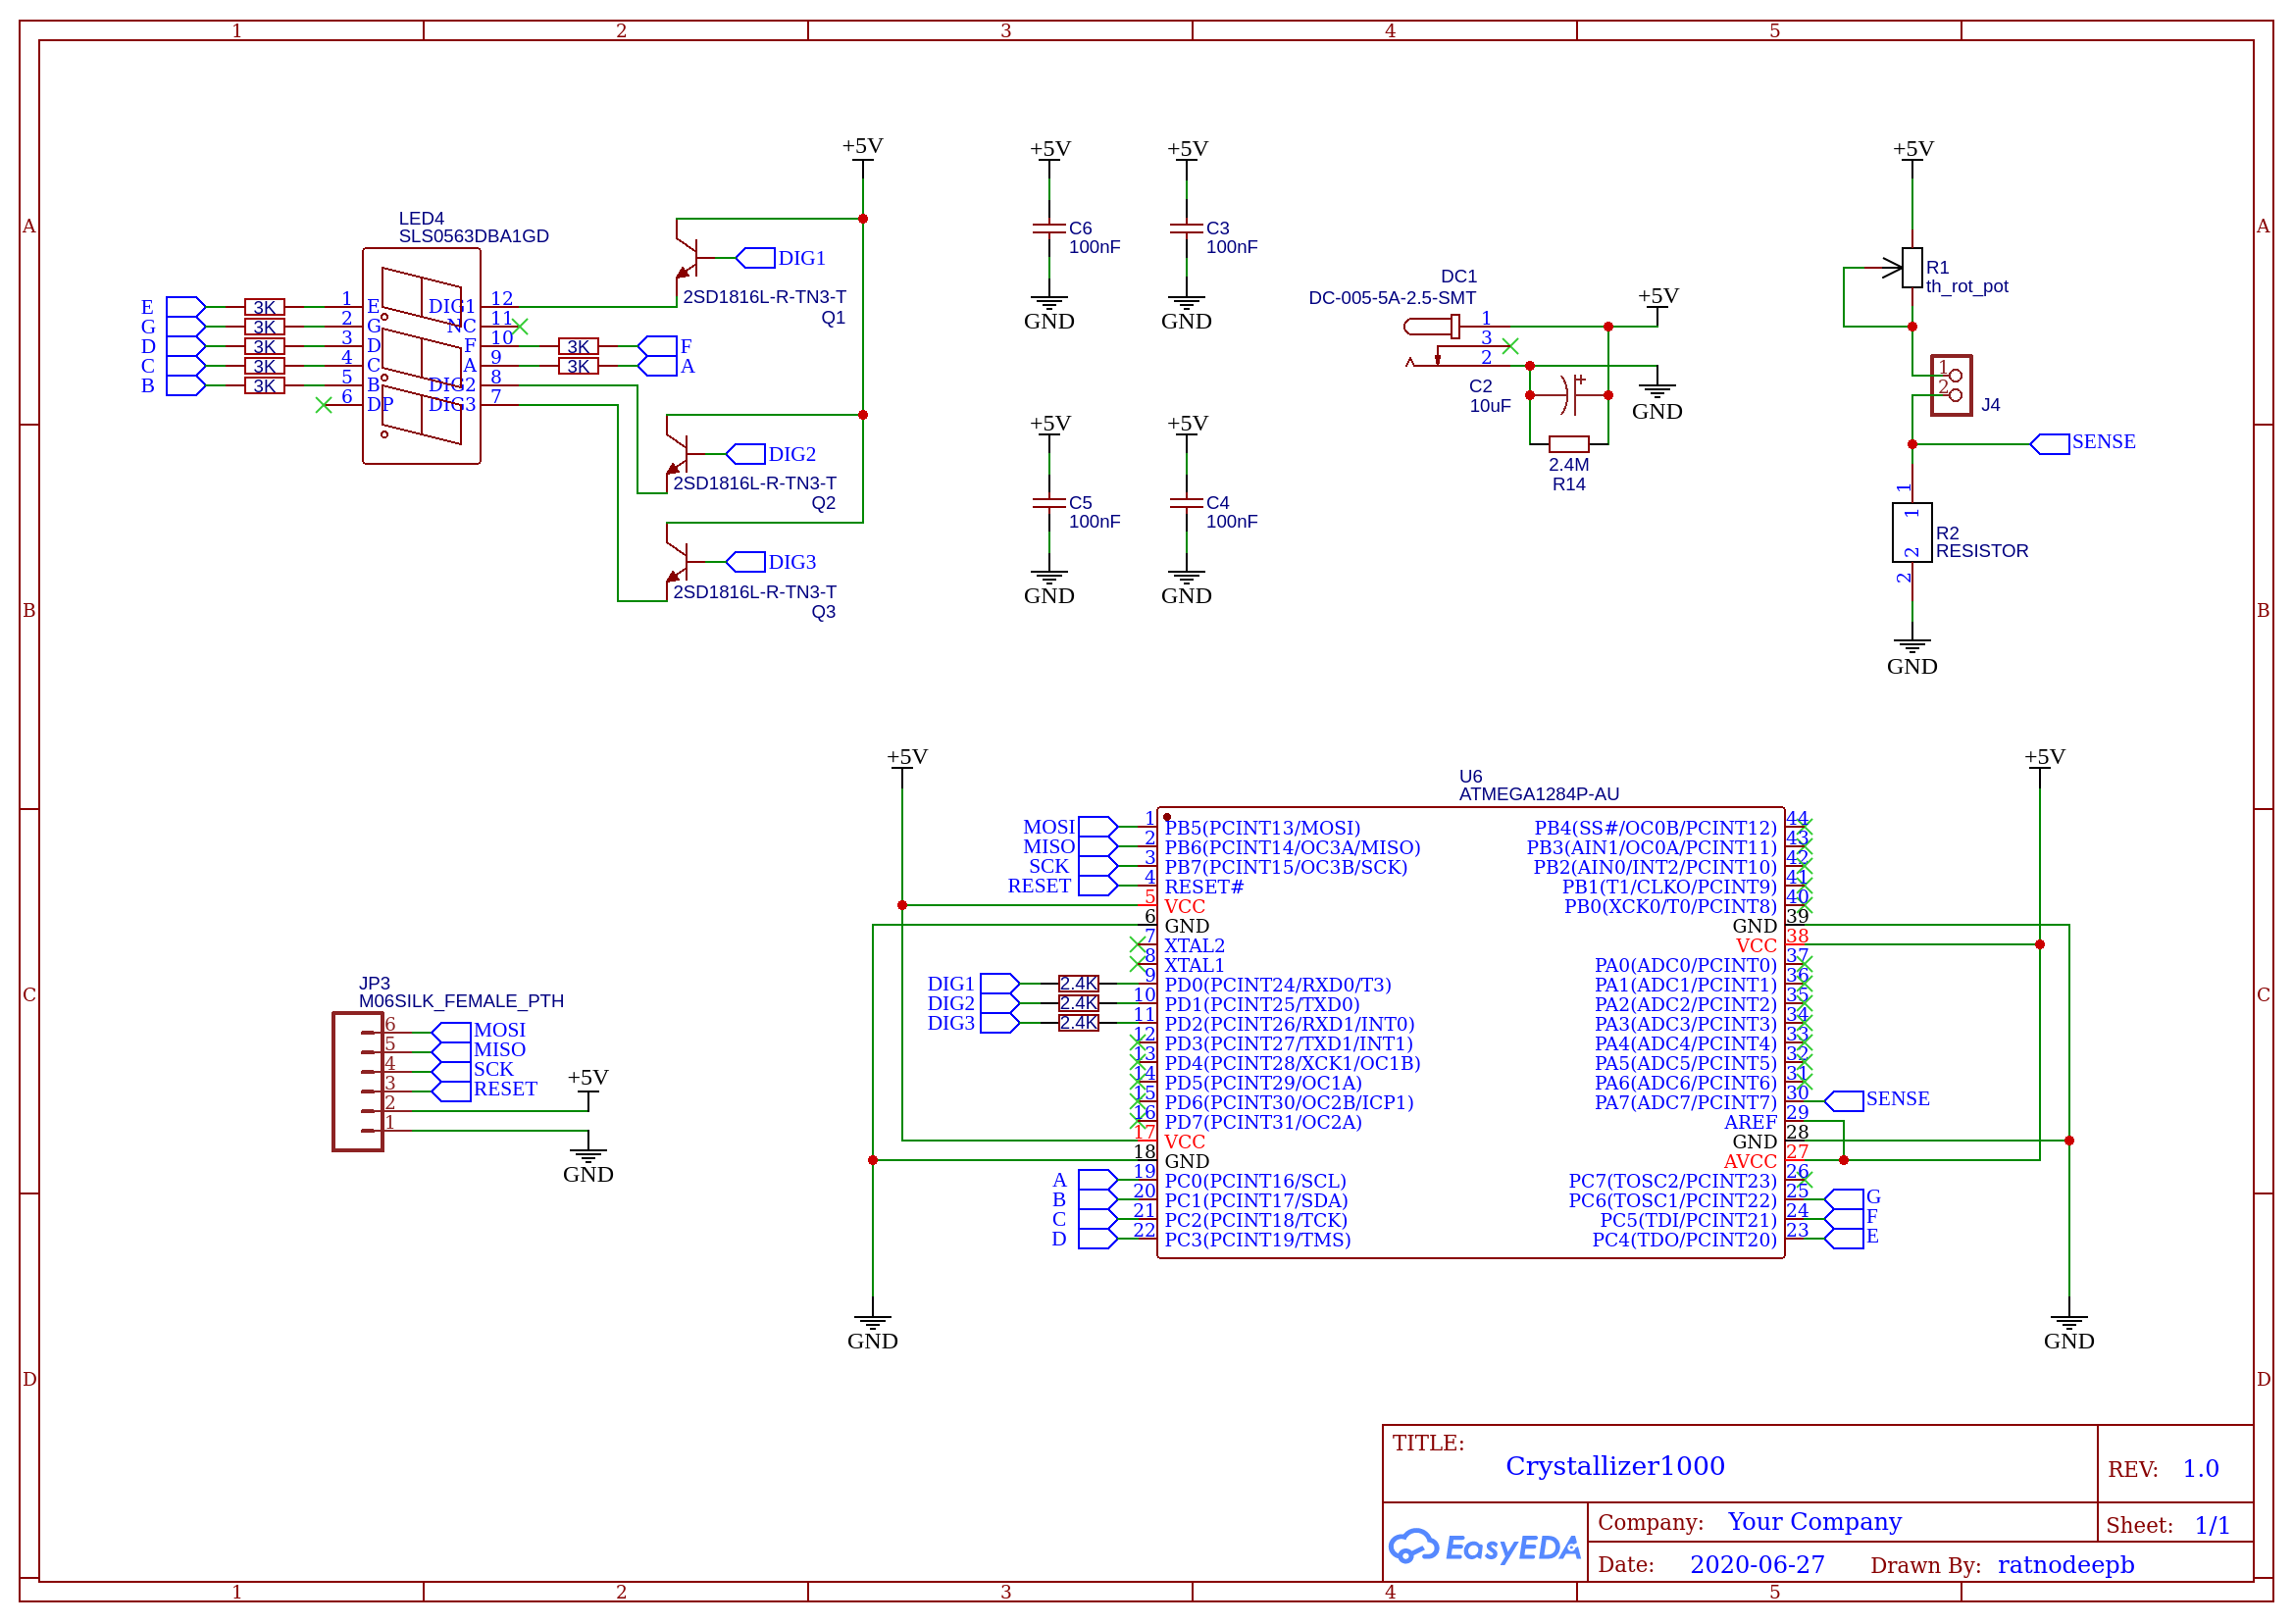 1 2 3 4 5
A A
B B
C C
D D
1 2 3 4 5
LED4
SLS0563DBA1GD
E 3K 1 E
G 3K 2 G
D 3K 3 D
C 3K 4 C
B 3K 5 B
6 DP
DIG1 12
NC 11
F 10 3K F
A 9 3K A
DIG2 8
DIG3 7
+5V
DIG1
2SD1816L-R-TN3-T
Q1
DIG2
2SD1816L-R-TN3-T
Q2
DIG3
2SD1816L-R-TN3-T
Q3
+5V
C6
100nF
GND
+5V
C3
100nF
GND
+5V
C5
100nF
GND
+5V
C4
100nF
GND
DC1
DC-005-5A-2.5-SMT
1
3
2
+5V
C2
10uF
+
GND
2.4M
R14
+5V
R1
th_rot_pot
1
2
J4
SENSE
1
1
R2
RESISTOR
2
2
GND
JP3
M06SILK_FEMALE_PTH
6 MOSI
5 MISO
4 SCK
3 RESET
2 +5V
1
GND
+5V
+5V
U6
ATMEGA1284P-AU
MOSI 1 PB5(PCINT13/MOSI)
MISO 2 PB6(PCINT14/OC3A/MISO)
SCK 3 PB7(PCINT15/OC3B/SCK)
RESET 4 RESET#
5 VCC
6 GND
7 XTAL2
8 XTAL1
DIG1 2.4K 9 PD0(PCINT24/RXD0/T3)
DIG2 2.4K 10 PD1(PCINT25/TXD0)
DIG3 2.4K 11 PD2(PCINT26/RXD1/INT0)
12 PD3(PCINT27/TXD1/INT1)
13 PD4(PCINT28/XCK1/OC1B)
14 PD5(PCINT29/OC1A)
15 PD6(PCINT30/OC2B/ICP1)
16 PD7(PCINT31/OC2A)
17 VCC
18 GND
A 19 PC0(PCINT16/SCL)
B 20 PC1(PCINT17/SDA)
C 21 PC2(PCINT18/TCK)
D 22 PC3(PCINT19/TMS)
PB4(SS#/OC0B/PCINT12) 44
PB3(AIN1/OC0A/PCINT11) 43
PB2(AIN0/INT2/PCINT10) 42
PB1(T1/CLKO/PCINT9) 41
PB0(XCK0/T0/PCINT8) 40
GND 39
VCC 38
PA0(ADC0/PCINT0) 37
PA1(ADC1/PCINT1) 36
PA2(ADC2/PCINT2) 35
PA3(ADC3/PCINT3) 34
PA4(ADC4/PCINT4) 33
PA5(ADC5/PCINT5) 32
PA6(ADC6/PCINT6) 31
PA7(ADC7/PCINT7) 30 SENSE
AREF 29
GND 28
AVCC 27
PC7(TOSC2/PCINT23) 26
PC6(TOSC1/PCINT22) 25 G
PC5(TDI/PCINT21) 24 F
PC4(TDO/PCINT20) 23 E
GND
GND
TITLE:
Crystallizer1000
REV: 1.0
EasyEDA
Company: Your Company
Sheet: 1/1
Date: 2020-06-27
Drawn By: ratnodeepb